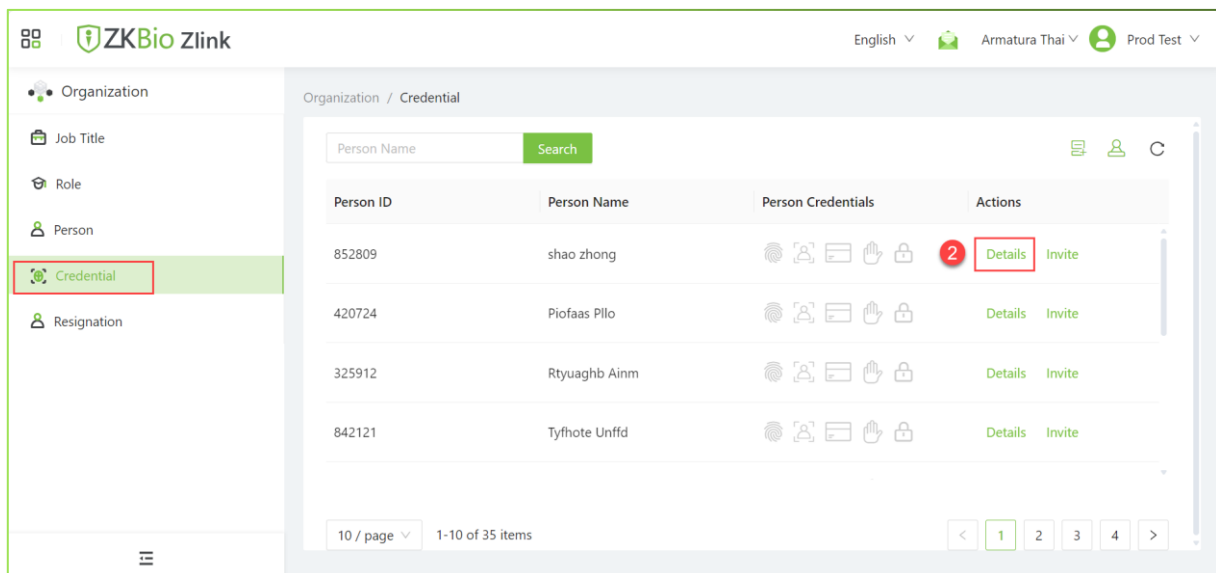 ZKBio Zlink
English
Armatura Thai
Prod Test
Organization
Organization / Credential
Job Title
Person Name
Search
Role
Person ID
Person Name
Person Credentials
Actions
Person
852809
shao zhong
2
Details
Invite
Credential
Resignation
420724
Piofaas Pllo
Details
Invite
325912
Rtyuaghb Ainm
Details
Invite
842121
Tyfhote Unffd
Details
Invite
10 / page
1-10 of 35 items
<
1
2
3
4
>